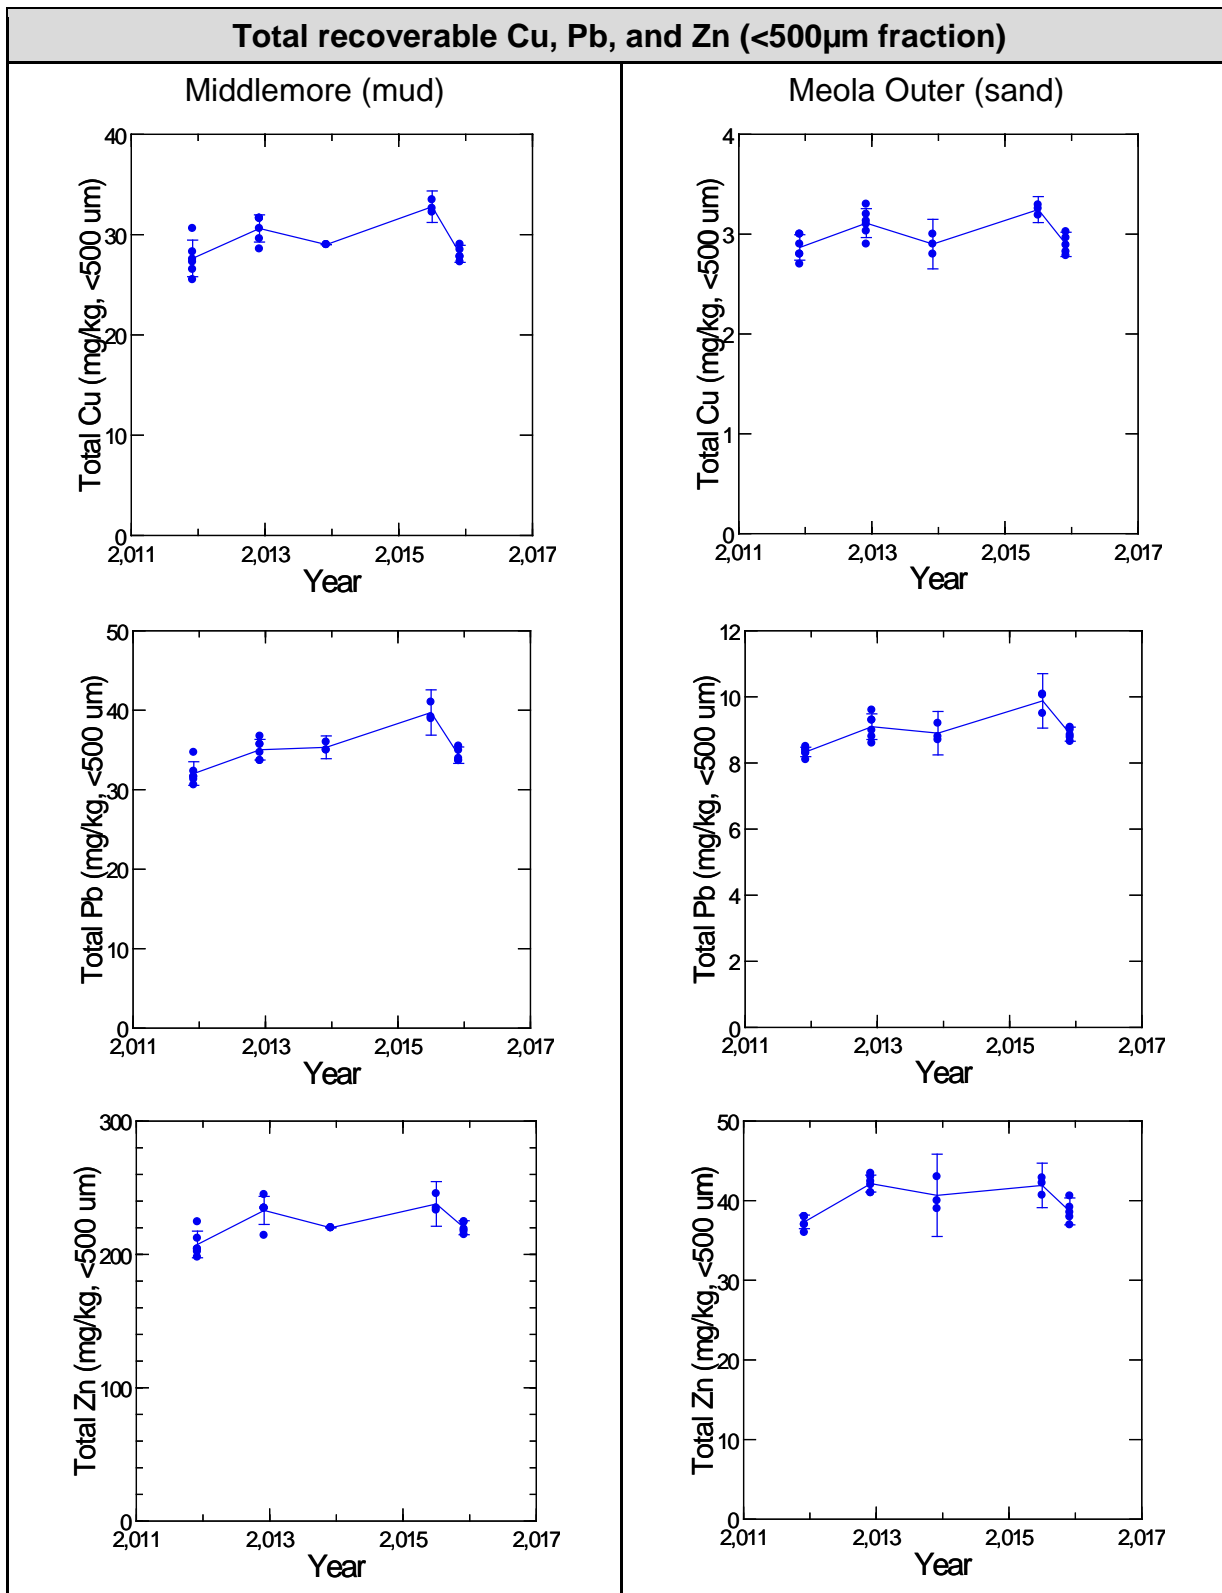 Total recoverable Cu, Pb, and Zn (<500µm fraction)
Middlemore (mud)
Meola Outer (sand)
Total Cu (mg/kg, <500 um)
40
30
20
10
0
2,011 2,013 2,015 2,017
Year
Total Cu (mg/kg, <500 um)
4
3
2
1
0
2,011 2,013 2,015 2,017
Year
Total Pb (mg/kg, <500 um)
50
40
30
20
10
0
2,011 2,013 2,015 2,017
Year
Total Pb (mg/kg, <500 um)
12
10
8
6
4
2
0
2,011 2,013 2,015 2,017
Year
Total Zn (mg/kg, <500 um)
300
200
100
0
2,011 2,013 2,015 2,017
Year
Total Zn (mg/kg, <500 um)
50
40
30
20
10
0
2,011 2,013 2,015 2,017
Year